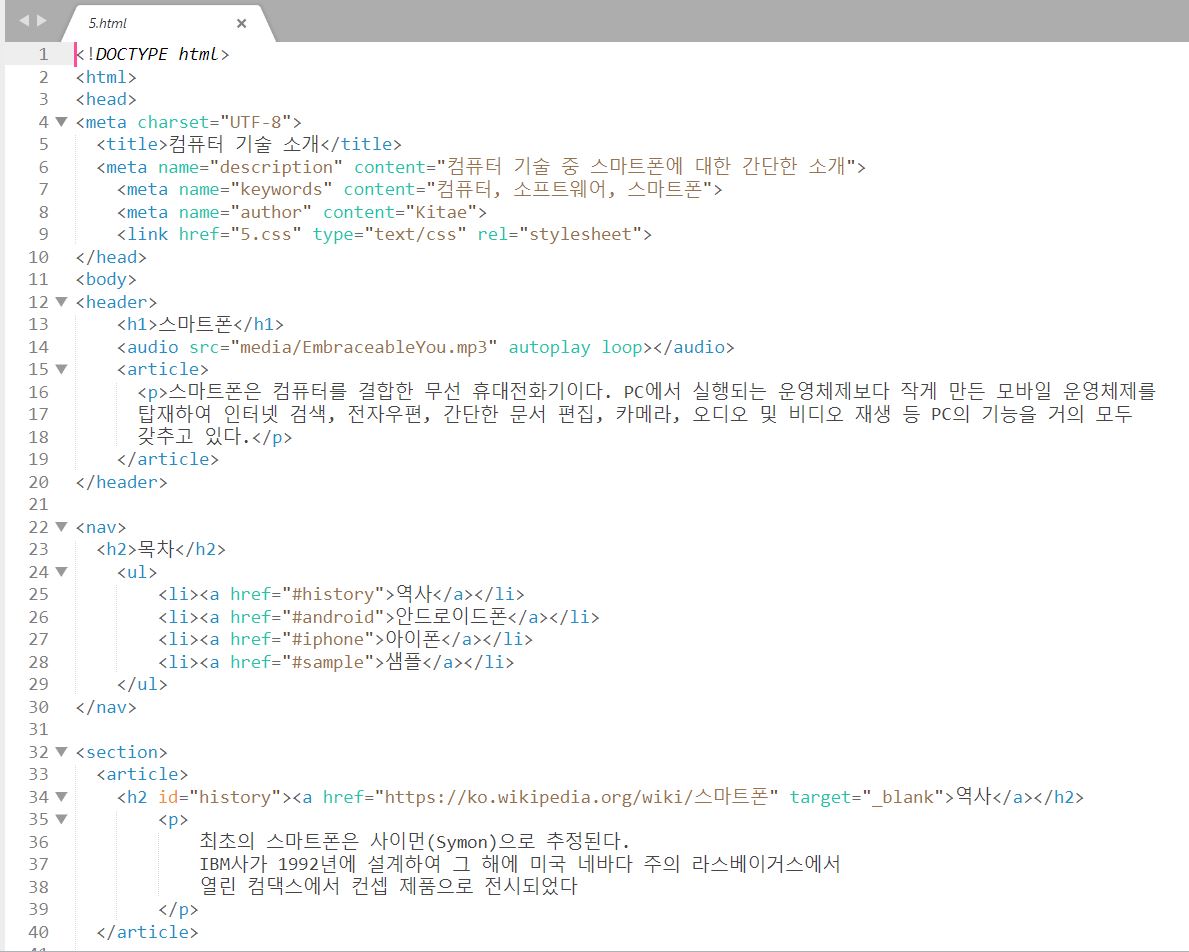 5.html ×
1 <!DOCTYPE html>
2 <html>
3 <head>
4 <meta charset="UTF-8">
5 <title>컴퓨터 기술 소개</title>
6 <meta name="description" content="컴퓨터 기술 중 스마트폰에 대한 간단한 소개">
7 <meta name="keywords" content="컴퓨터, 소프트웨어, 스마트폰">
8 <meta name="author" content="Kitae">
9 <link href="5.css" type="text/css" rel="stylesheet">
10 </head>
11 <body>
12 <header>
13 <h1>스마트폰</h1>
14 <audio src="media/EmbraceableYou.mp3" autoplay loop></audio>
15 <article>
16 <p>스마트폰은 컴퓨터를 결합한 무선 휴대전화기이다. PC에서 실행되는 운영체제보다 작게 만든 모바일 운영체제를
17 탑재하여 인터넷 검색, 전자우편, 간단한 문서 편집, 카메라, 오디오 및 비디오 재생 등 PC의 기능을 거의 모두
18 갖추고 있다.</p>
19 </article>
20 </header>
21
22 <nav>
23 <h2>목차</h2>
24 <ul>
25 <li><a href="#history">역사</a></li>
26 <li><a href="#android">안드로이드폰</a></li>
27 <li><a href="#iphone">아이폰</a></li>
28 <li><a href="#sample">샘플</a></li>
29 </ul>
30 </nav>
31
32 <section>
33 <article>
34 <h2 id="history"><a href="https://ko.wikipedia.org/wiki/스마트폰" target="_blank">역사</a></h2>
35 <p>
36 최초의 스마트폰은 사이먼(Symon)으로 추정된다.
37 IBM사가 1992년에 설계하여 그 해에 미국 네바다 주의 라스베이거스에서
38 열린 컴댁스에서 컨셉 제품으로 전시되었다
39 </p>
40 </article>